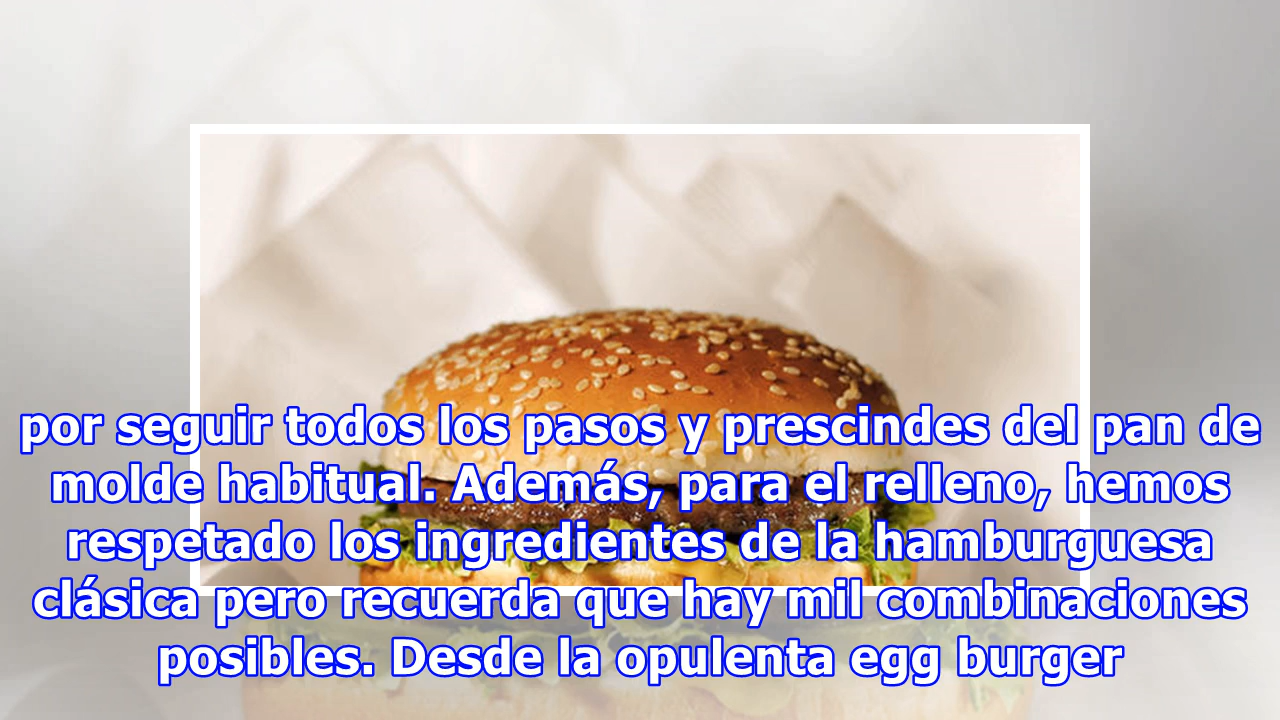 por seguir todos los pasos y prescindes del pan de
molde habitual. Además, para el relleno, hemos
respetado los ingredientes de la hamburguesa
clásica pero recuerda que hay mil combinaciones
posibles. Desde la opulenta egg burger